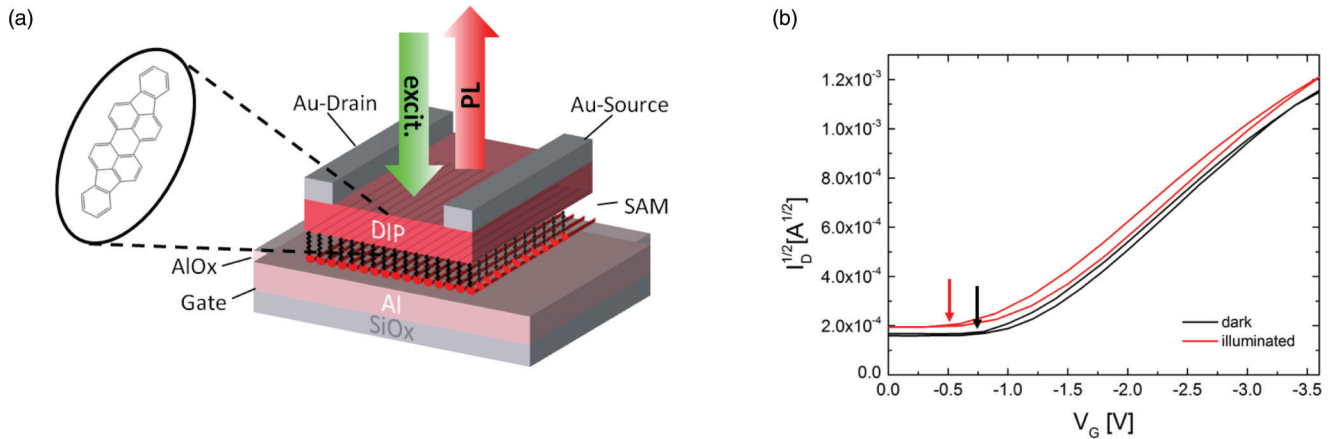 (a)
excit.
PL
Au-Drain
Au-Source
SAM
DIP
AlOx
Gate
Al
SiOx
(b)
I_D^1/2 [A^1/2]
1.2x10^-3
1.0x10^-3
8.0x10^-4
6.0x10^-4
4.0x10^-4
2.0x10^-4
0.0
dark
illuminated
0.0 -0.5 -1.0 -1.5 -2.0 -2.5 -3.0 -3.5
V_G [V]